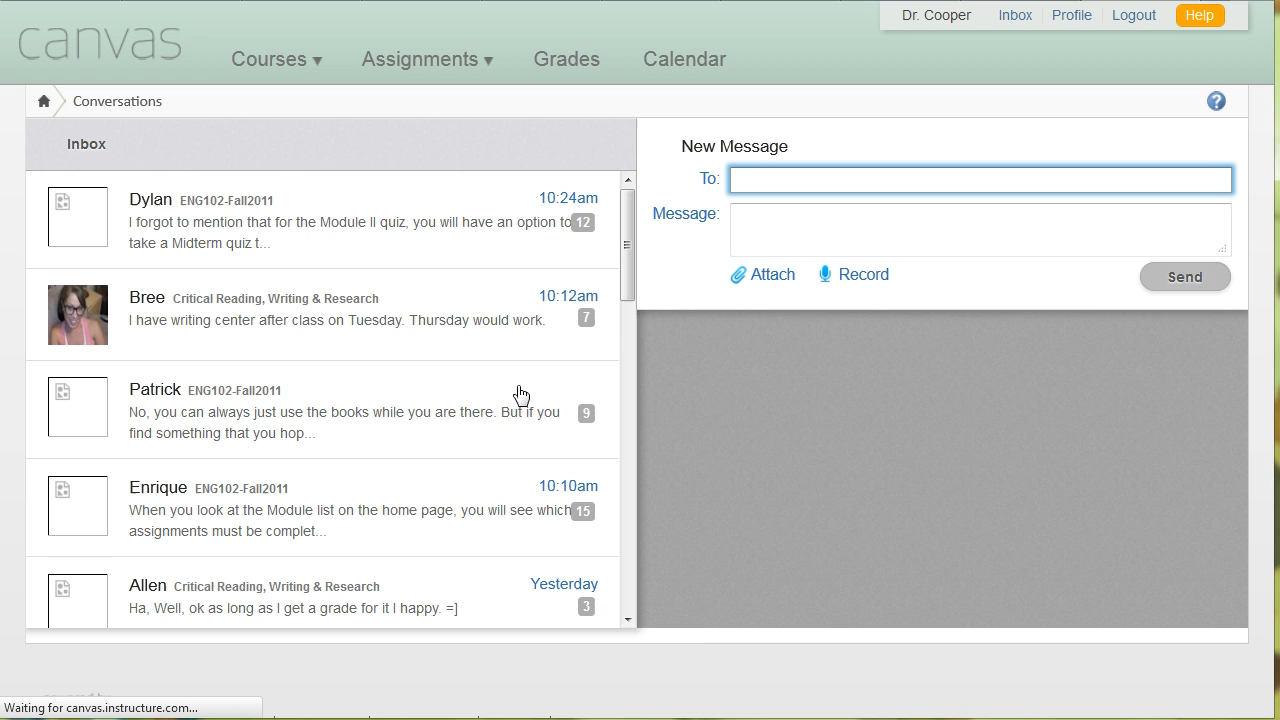 Dr. Cooper Inbox Profile Logout Help
canvas
Courses Assignments Grades Calendar
Conversations
?
Inbox
Dylan ENG102-Fall2011 10:24am
I forgot to mention that for the Module II quiz, you will have an option to 12
take a Midterm quiz t...
Bree Critical Reading, Writing & Research 10:12am
I have writing center after class on Tuesday. Thursday would work. 7
Patrick ENG102-Fall2011
No, you can always just use the books while you are there. But if you 9
find something that you hop...
Enrique ENG102-Fall2011 10:10am
When you look at the Module list on the home page, you will see which 15
assignments must be complet...
Allen Critical Reading, Writing & Research Yesterday
Ha, Well, ok as long as I get a grade for it I happy. =] 3
New Message
To:
Message:
Attach Record Send
Waiting for canvas.instructure.com...